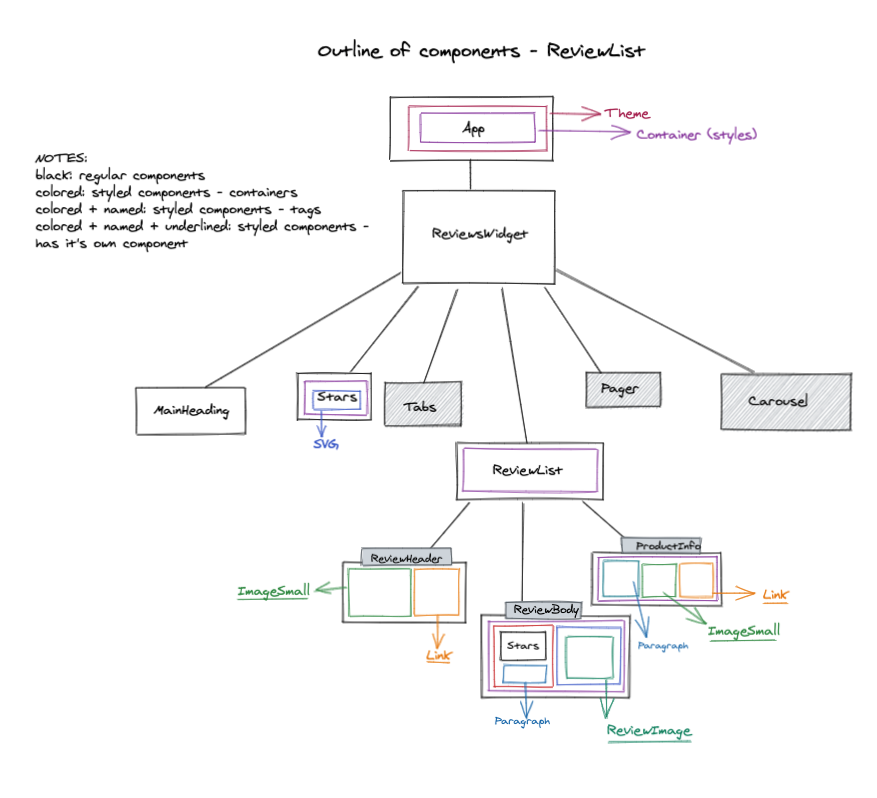 Outline of components - ReviewList
App
Theme
Container (styles)
NOTES:
black: regular components
colored: styled components - containers
colored + named: styled components - tags
colored + named + underlined: styled components -
has it's own component
ReviewsWidget
MainHeading
Stars
SVG
Tabs
Pager
Carousel
ReviewList
ReviewHeader
ImageSmall
Link
ReviewBody
Stars
Paragraph
ReviewImage
ProductInfo
Link
ImageSmall
Paragraph